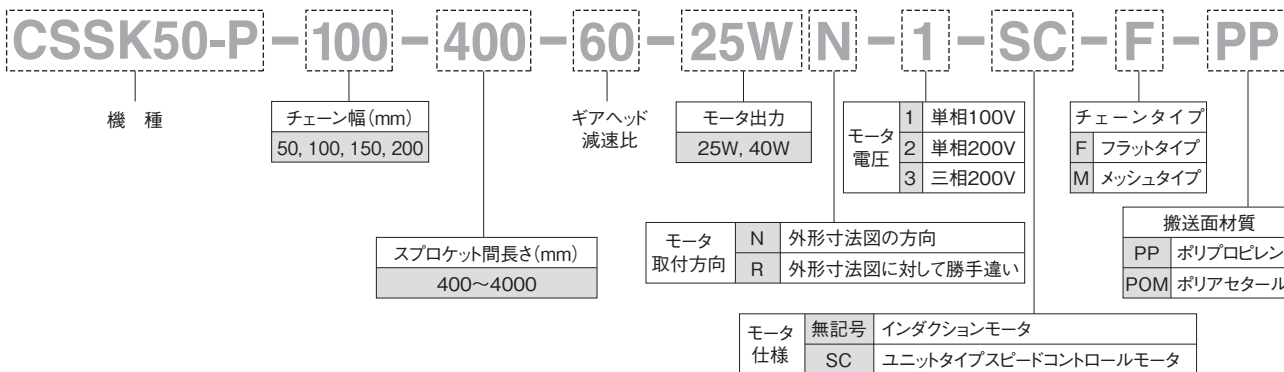 CSSK50-P-100-400-60-25WN-1-SC-F-PP
機 種
チェーン幅(mm)
50, 100, 150, 200
スプロケット間長さ(mm)
400～4000
ギアヘッド
減速比
モータ出力
25W, 40W
モータ
取付方向
N 外形寸法図の方向
R 外形寸法図に対して勝手違い
モータ
電圧
1 単相100V
2 単相200V
3 三相200V
モータ
仕様
無記号 インダクションモータ
SC ユニットタイプスピードコントロールモータ
チェーンタイプ
F フラットタイプ
M メッシュタイプ
搬送面材質
PP ポリプロピレン
POM ポリアセタール